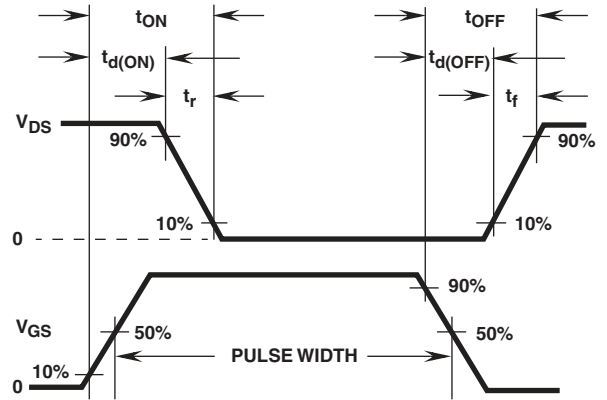 tON tOFF
td(ON) td(OFF)
tr tf
VDS
90% 90%
10% 10%
0
90%
VGS 50% 50%
PULSE WIDTH
10%
0